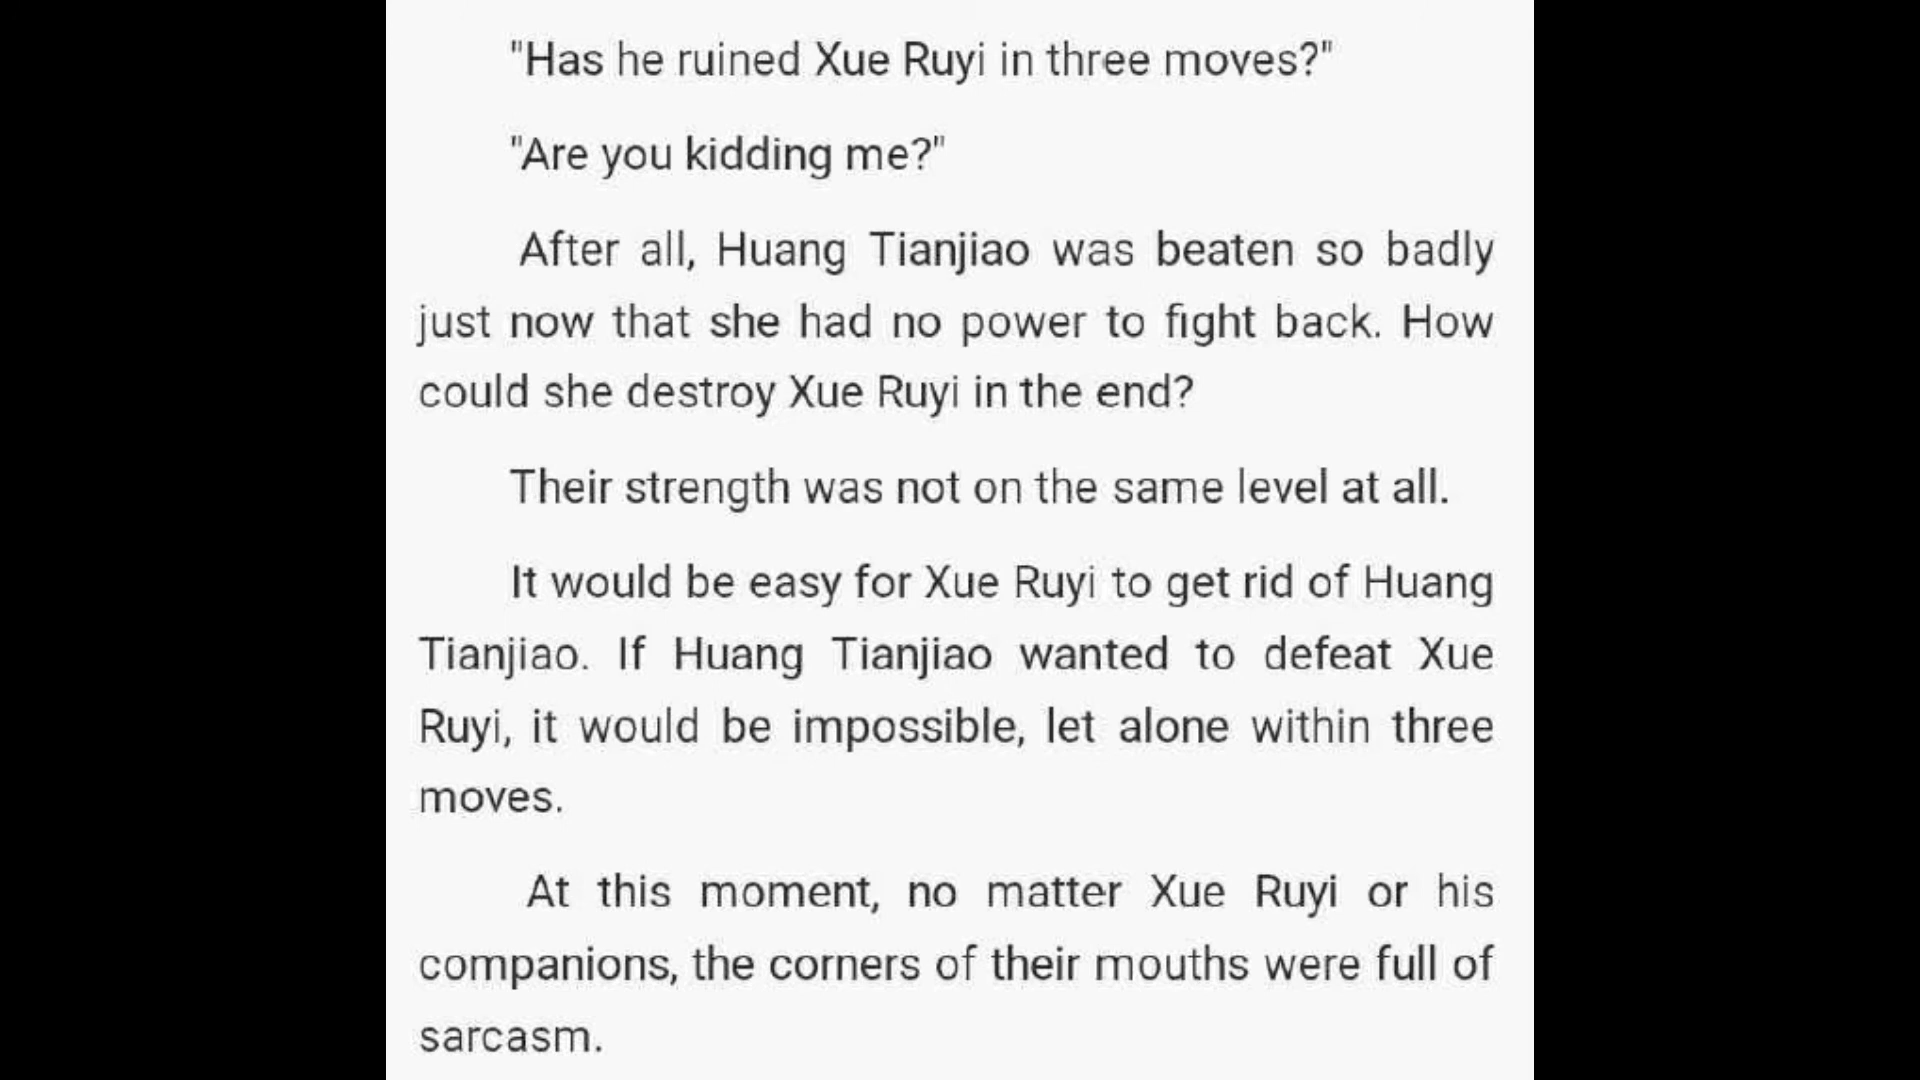 "Has he ruined Xue Ruyi in three moves?"
"Are you kidding me?"
After all, Huang Tianjiao was beaten so badly
just now that she had no power to fight back. How
could she destroy Xue Ruyi in the end?
Their strength was not on the same level at all.
It would be easy for Xue Ruyi to get rid of Huang
Tianjiao. If Huang Tianjiao wanted to defeat Xue
Ruyi, it would be impossible, let alone within three
moves.
At this moment, no matter Xue Ruyi or his
companions, the corners of their mouths were full of
sarcasm.